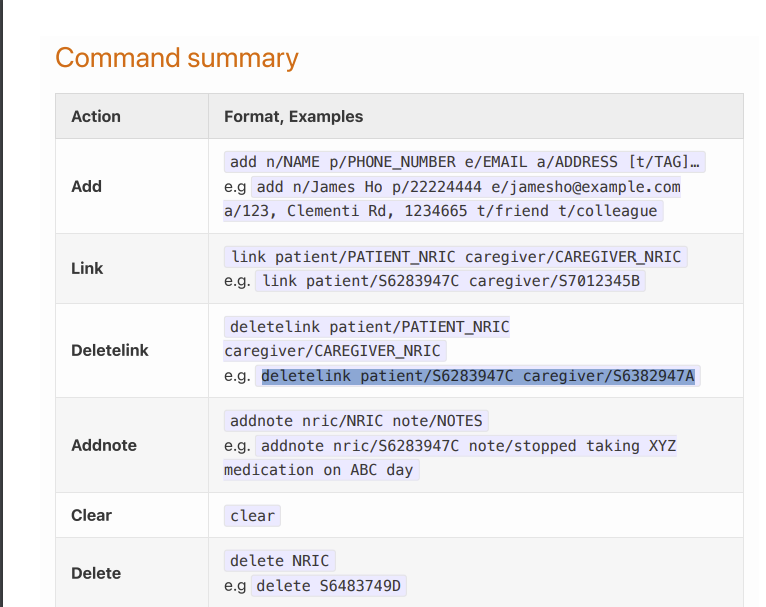 Command summary
Action Format, Examples
Add
add n/NAME p/PHONE_NUMBER e/EMAIL a/ADDRESS [t/TAG]…
e.g add n/James Ho p/22224444 e/jamesho@example.com
a/123, Clementi Rd, 1234665 t/friend t/colleague
Link
link patient/PATIENT_NRIC caregiver/CAREGIVER_NRIC
e.g. link patient/S6283947C caregiver/S7012345B
Deletelink
deletelink patient/PATIENT_NRIC
caregiver/CAREGIVER_NRIC
e.g. deletelink patient/S6283947C caregiver/S6382947A
Addnote
addnote nric/NRIC note/NOTES
e.g. addnote nric/S6283947C note/stopped taking XYZ
medication on ABC day
Clear
clear
Delete
delete NRIC
e.g delete S6483749D